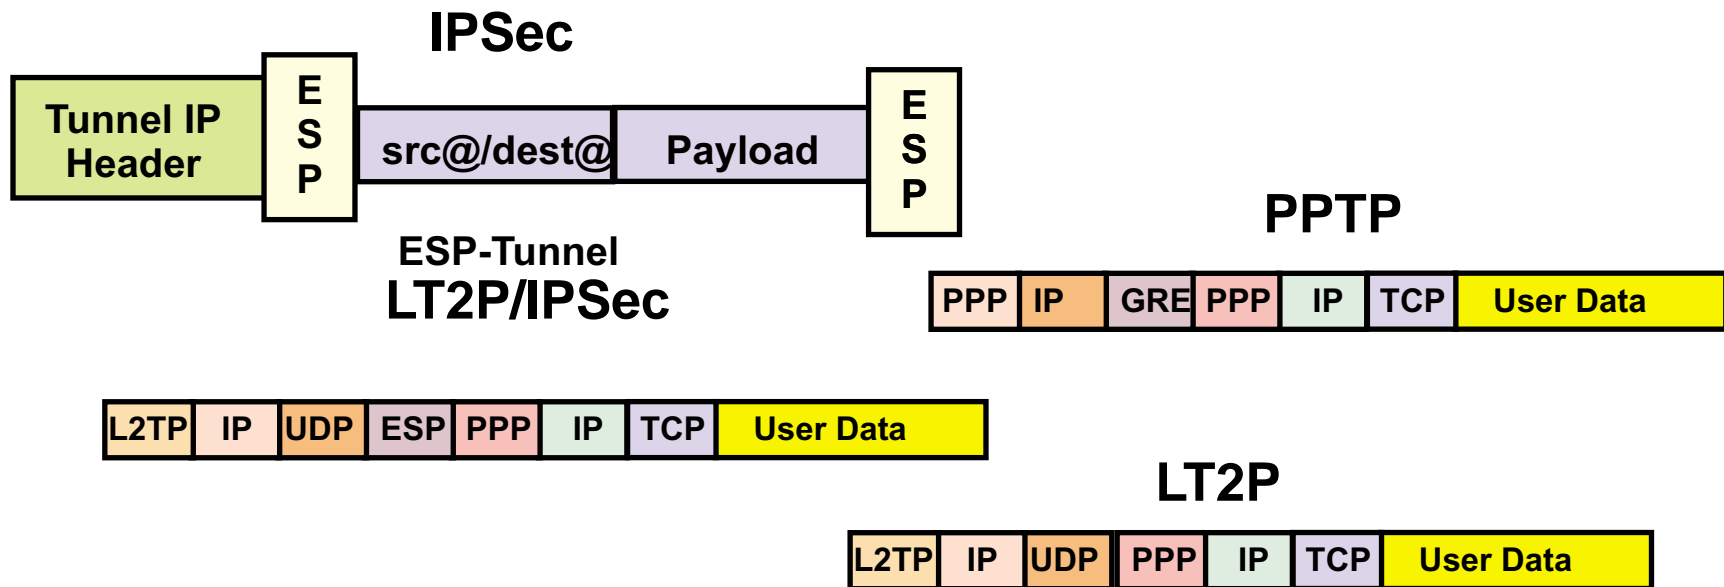 IPSec
Tunnel IP
Header
ESP
src@/dest@
Payload
ESP
ESP-Tunnel
LT2P/IPSec
PPTP
PPP IP GRE PPP IP TCP User Data
L2TP IP UDP ESP PPP IP TCP User Data
LT2P
L2TP IP UDP PPP IP TCP User Data